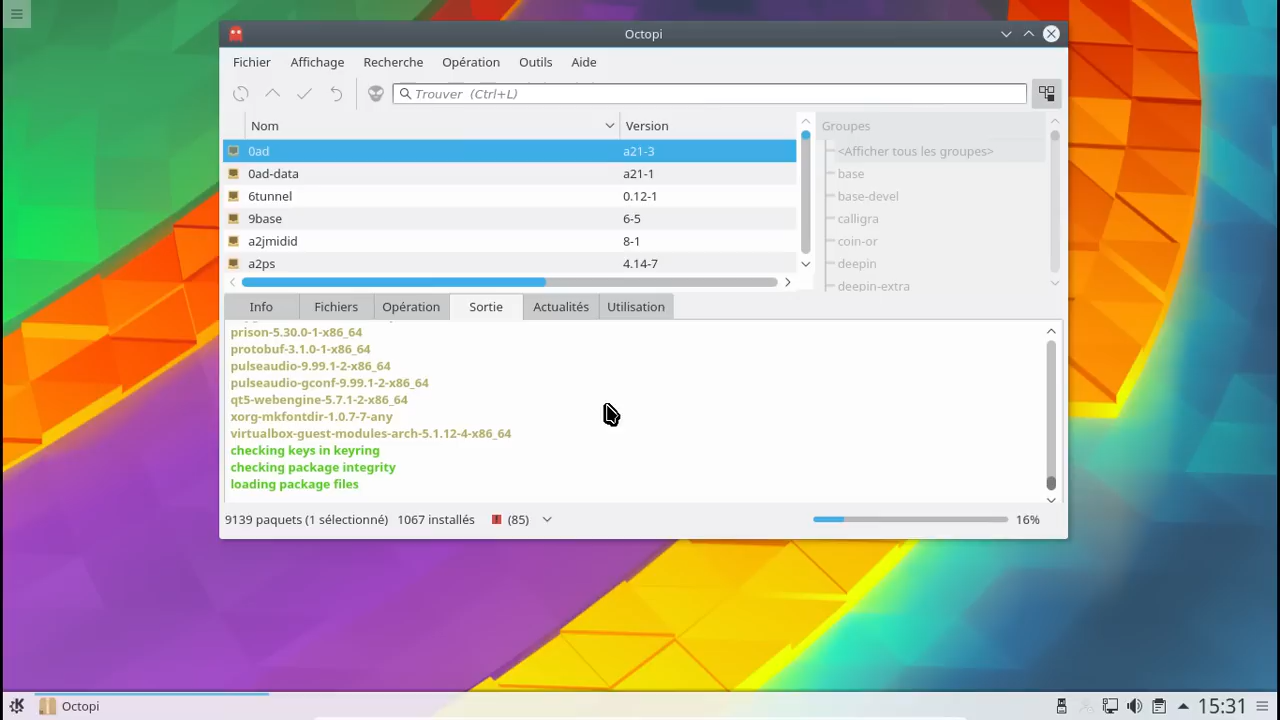 Octopi
Fichier Affichage Recherche Opération Outils Aide
Trouver (Ctrl+L)
Nom Version
0ad a21-3
0ad-data a21-1
6tunnel 0.12-1
9base 6-5
a2jmidid 8-1
a2ps 4.14-7
Groupes
<Afficher tous les groupes>
base
base-devel
calligra
coin-or
deepin
deepin-extra
Info Fichiers Opération Sortie Actualités Utilisation
prison-5.30.0-1-x86_64
protobuf-3.1.0-1-x86_64
pulseaudio-9.99.1-2-x86_64
pulseaudio-gconf-9.99.1-2-x86_64
qt5-webengine-5.7.1-2-x86_64
xorg-mkfontdir-1.0.7-7-any
virtualbox-guest-modules-arch-5.1.12-4-x86_64
checking keys in keyring
checking package integrity
loading package files
9139 paquets (1 sélectionné) 1067 installés (85) 16%
Octopi 15:31